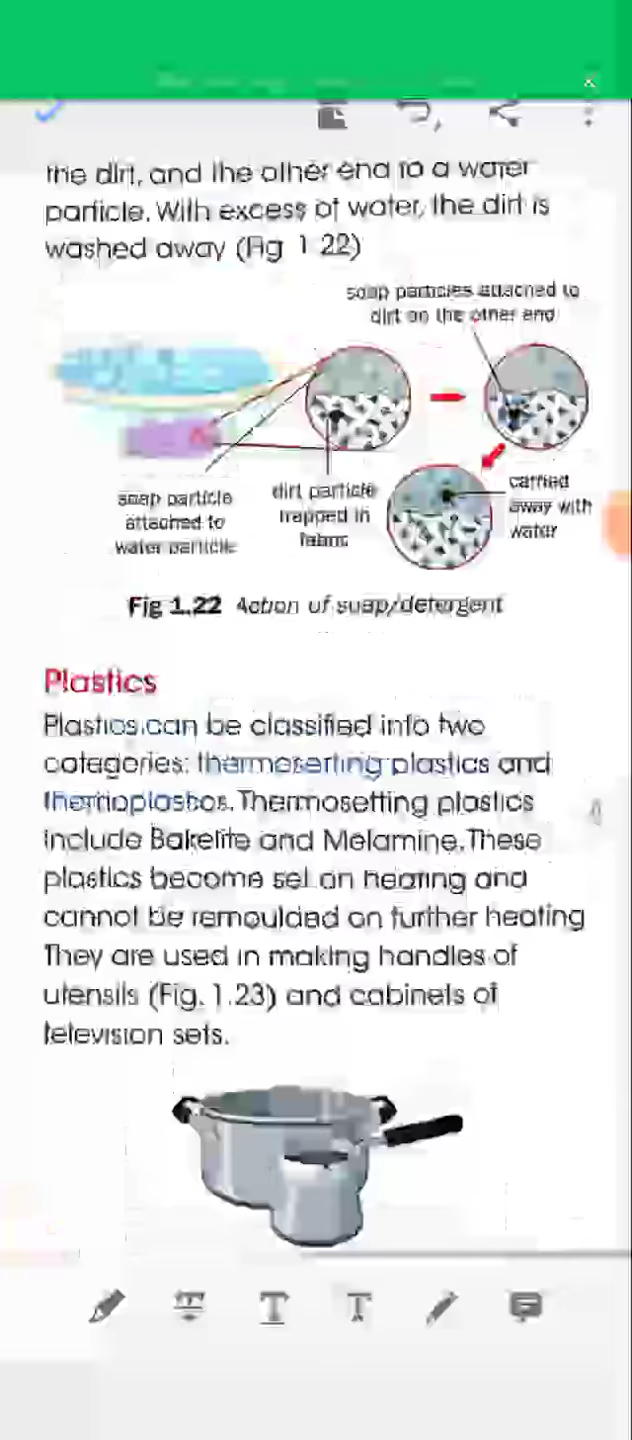 the dirt, and the other end to a water
particle. With excess of water, the dirt is
washed away (Fig 1.22)
soap particles attached to
dirt on the other end
soap particle
attached to
water particle
dirt particle
trapped in
fabric
carried
away with
water
Fig 1.22 Action of soap/detergent
Plastics
Plastics can be classified into two
categories: thermosetting plastics and
thermoplastics. Thermosetting plastics
include Bakelite and Melamine. These
plastics become set on heating and
cannot be remoulded on further heating
They are used in making handles of
utensils (Fig. 1.23) and cabinets of
television sets.